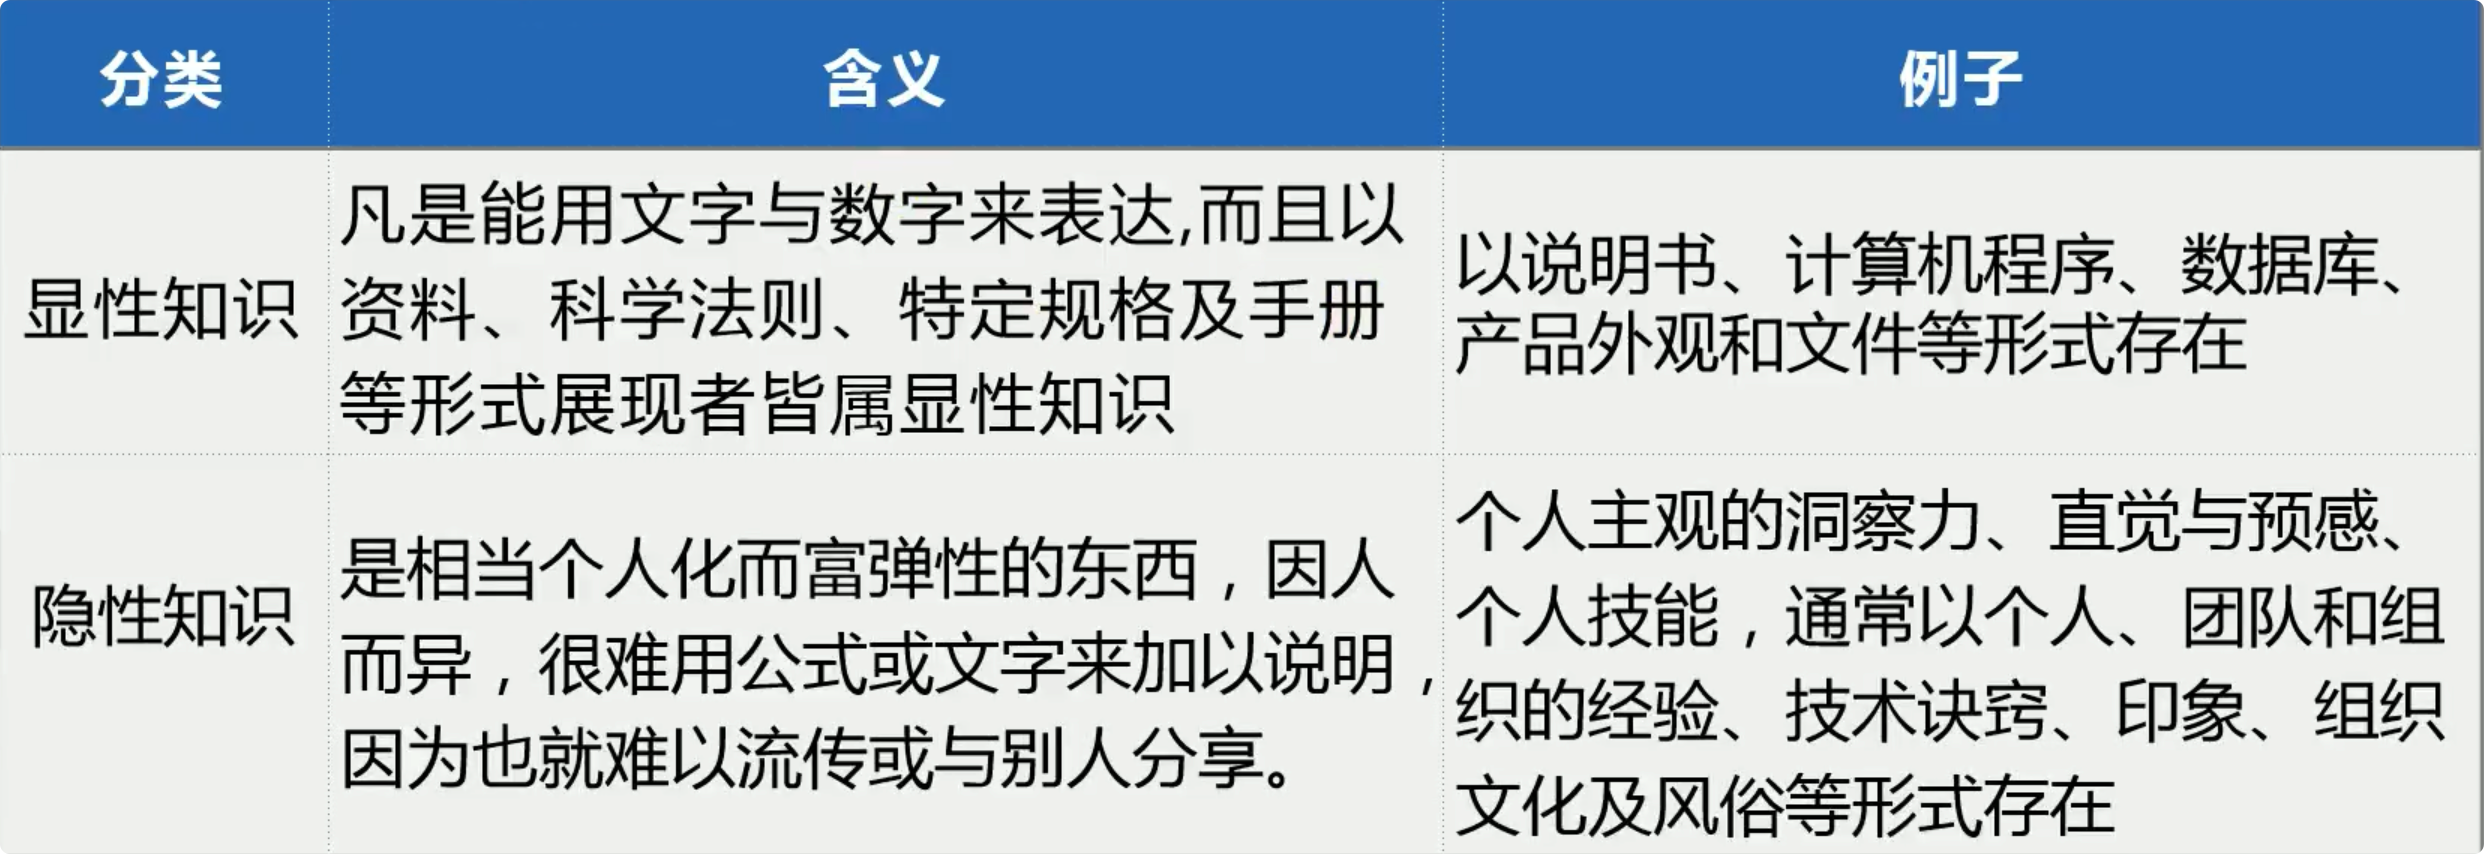 分类
含义
例子
显性知识
凡是能用文字与数字来表达,而且以
资料、科学法则、特定规格及手册
等形式展现者皆属显性知识
以说明书、计算机程序、数据库、
产品外观和文件等形式存在
隐性知识
是相当个人化而富弹性的东西，因人
而异，很难用公式或文字来加以说明，
因为也就难以流传或与别人分享。
个人主观的洞察力、直觉与预感、
个人技能，通常以个人、团队和组
织的经验、技术诀窍、印象、组织
文化及风俗等形式存在